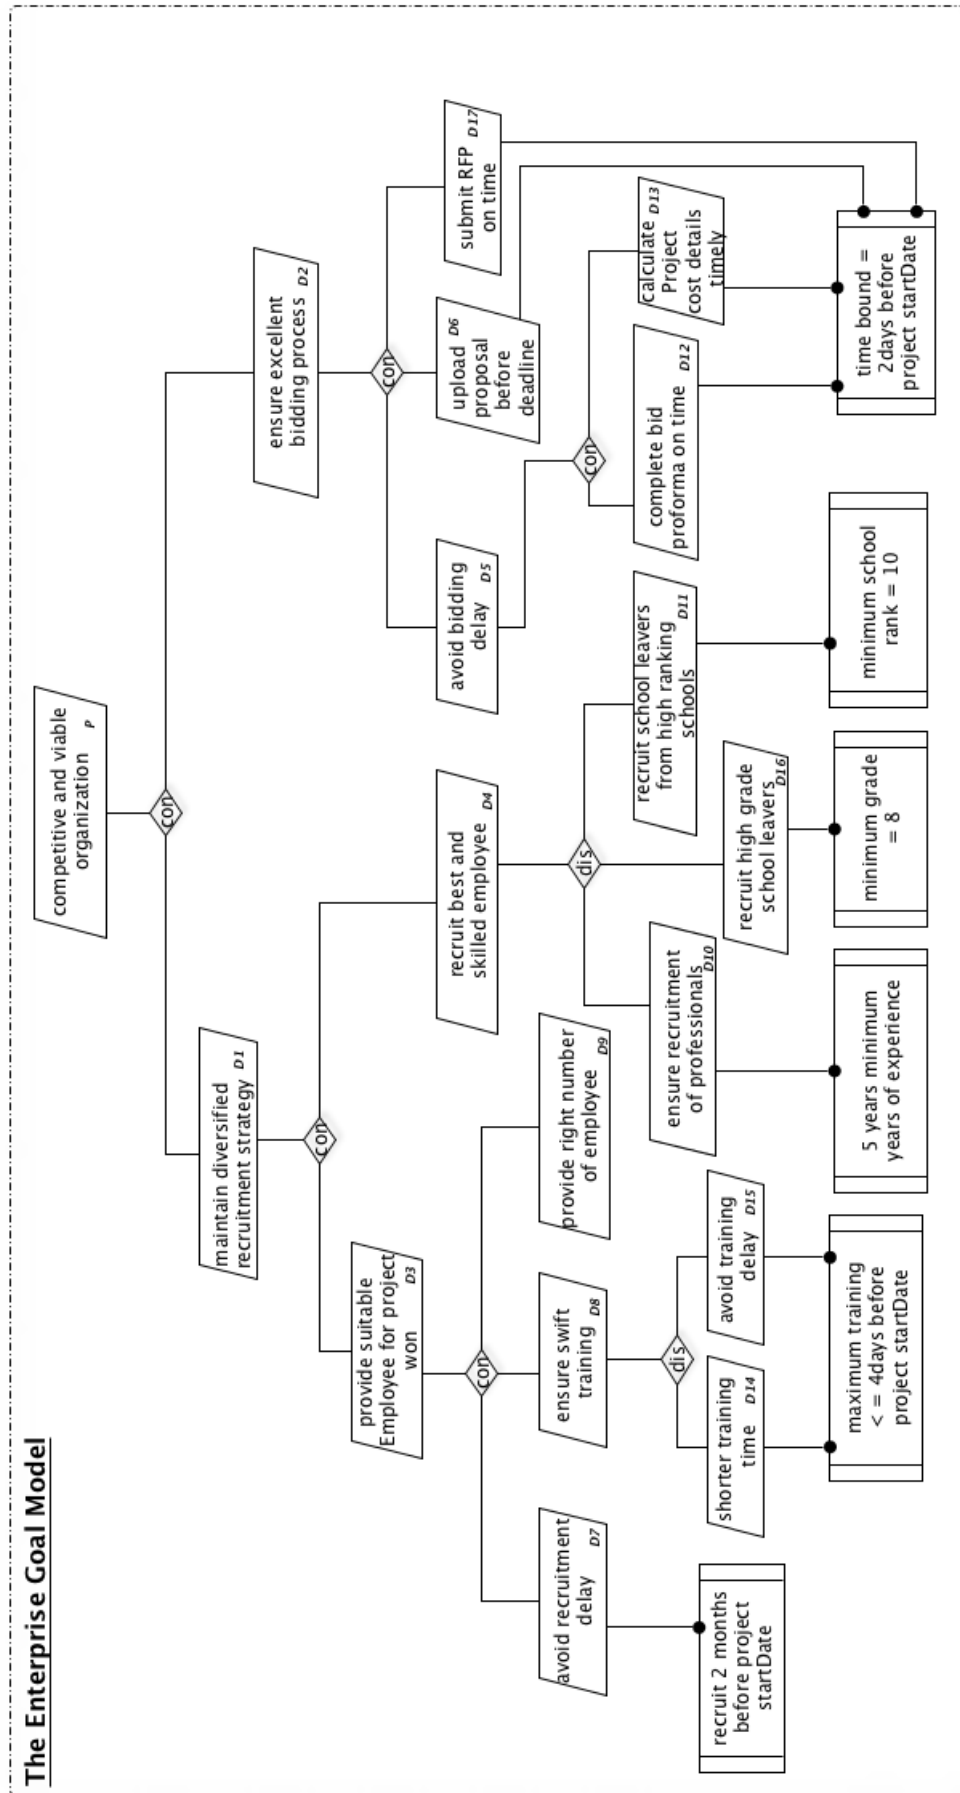 The Enterprise Goal Model
competitive and viable
organization
P
con
maintain diversified
recruitment strategy
D1
ensure excellent
bidding process
D2
con
con
provide suitable
Employee for project
won
D3
recruit best and
skilled employee
D4
avoid bidding
delay
D5
upload
proposal
before
deadline
D6
submit RFP
on time
D17
con
dis
con
avoid recruitment
delay
D7
ensure swift
training
D8
provide right number
of employee
D9
ensure recruitment
of professionals
D10
recruit high grade
school leavers
D16
recruit school leavers
from high ranking
schools
D11
complete bid
proforma on time
D12
calculate
Project
cost details
timely
D13
dis
shorter training
time
D14
avoid training
delay
D15
recruit 2 months
before project
startDate
maximum training
< = 4days before
project startDate
5 years minimum
years of experience
minimum grade
= 8
minimum school
rank = 10
time bound =
2days before
project startDate